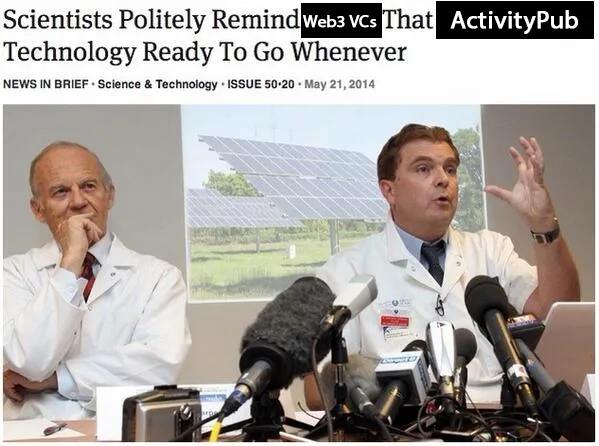 Scientists Politely Remind Web3 VCs That ActivityPub
Technology Ready To Go Whenever
NEWS IN BRIEF • Science & Technology • ISSUE 50•20 • May 21, 2014